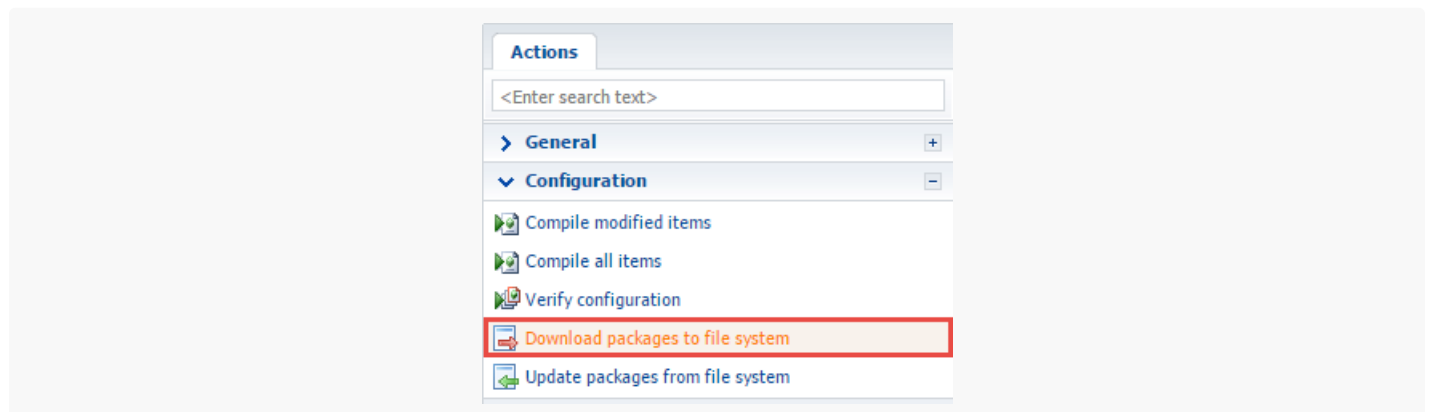 Actions
<Enter search text>
General
Configuration
Compile modified items
Compile all items
Verify configuration
Download packages to file system
Update packages from file system